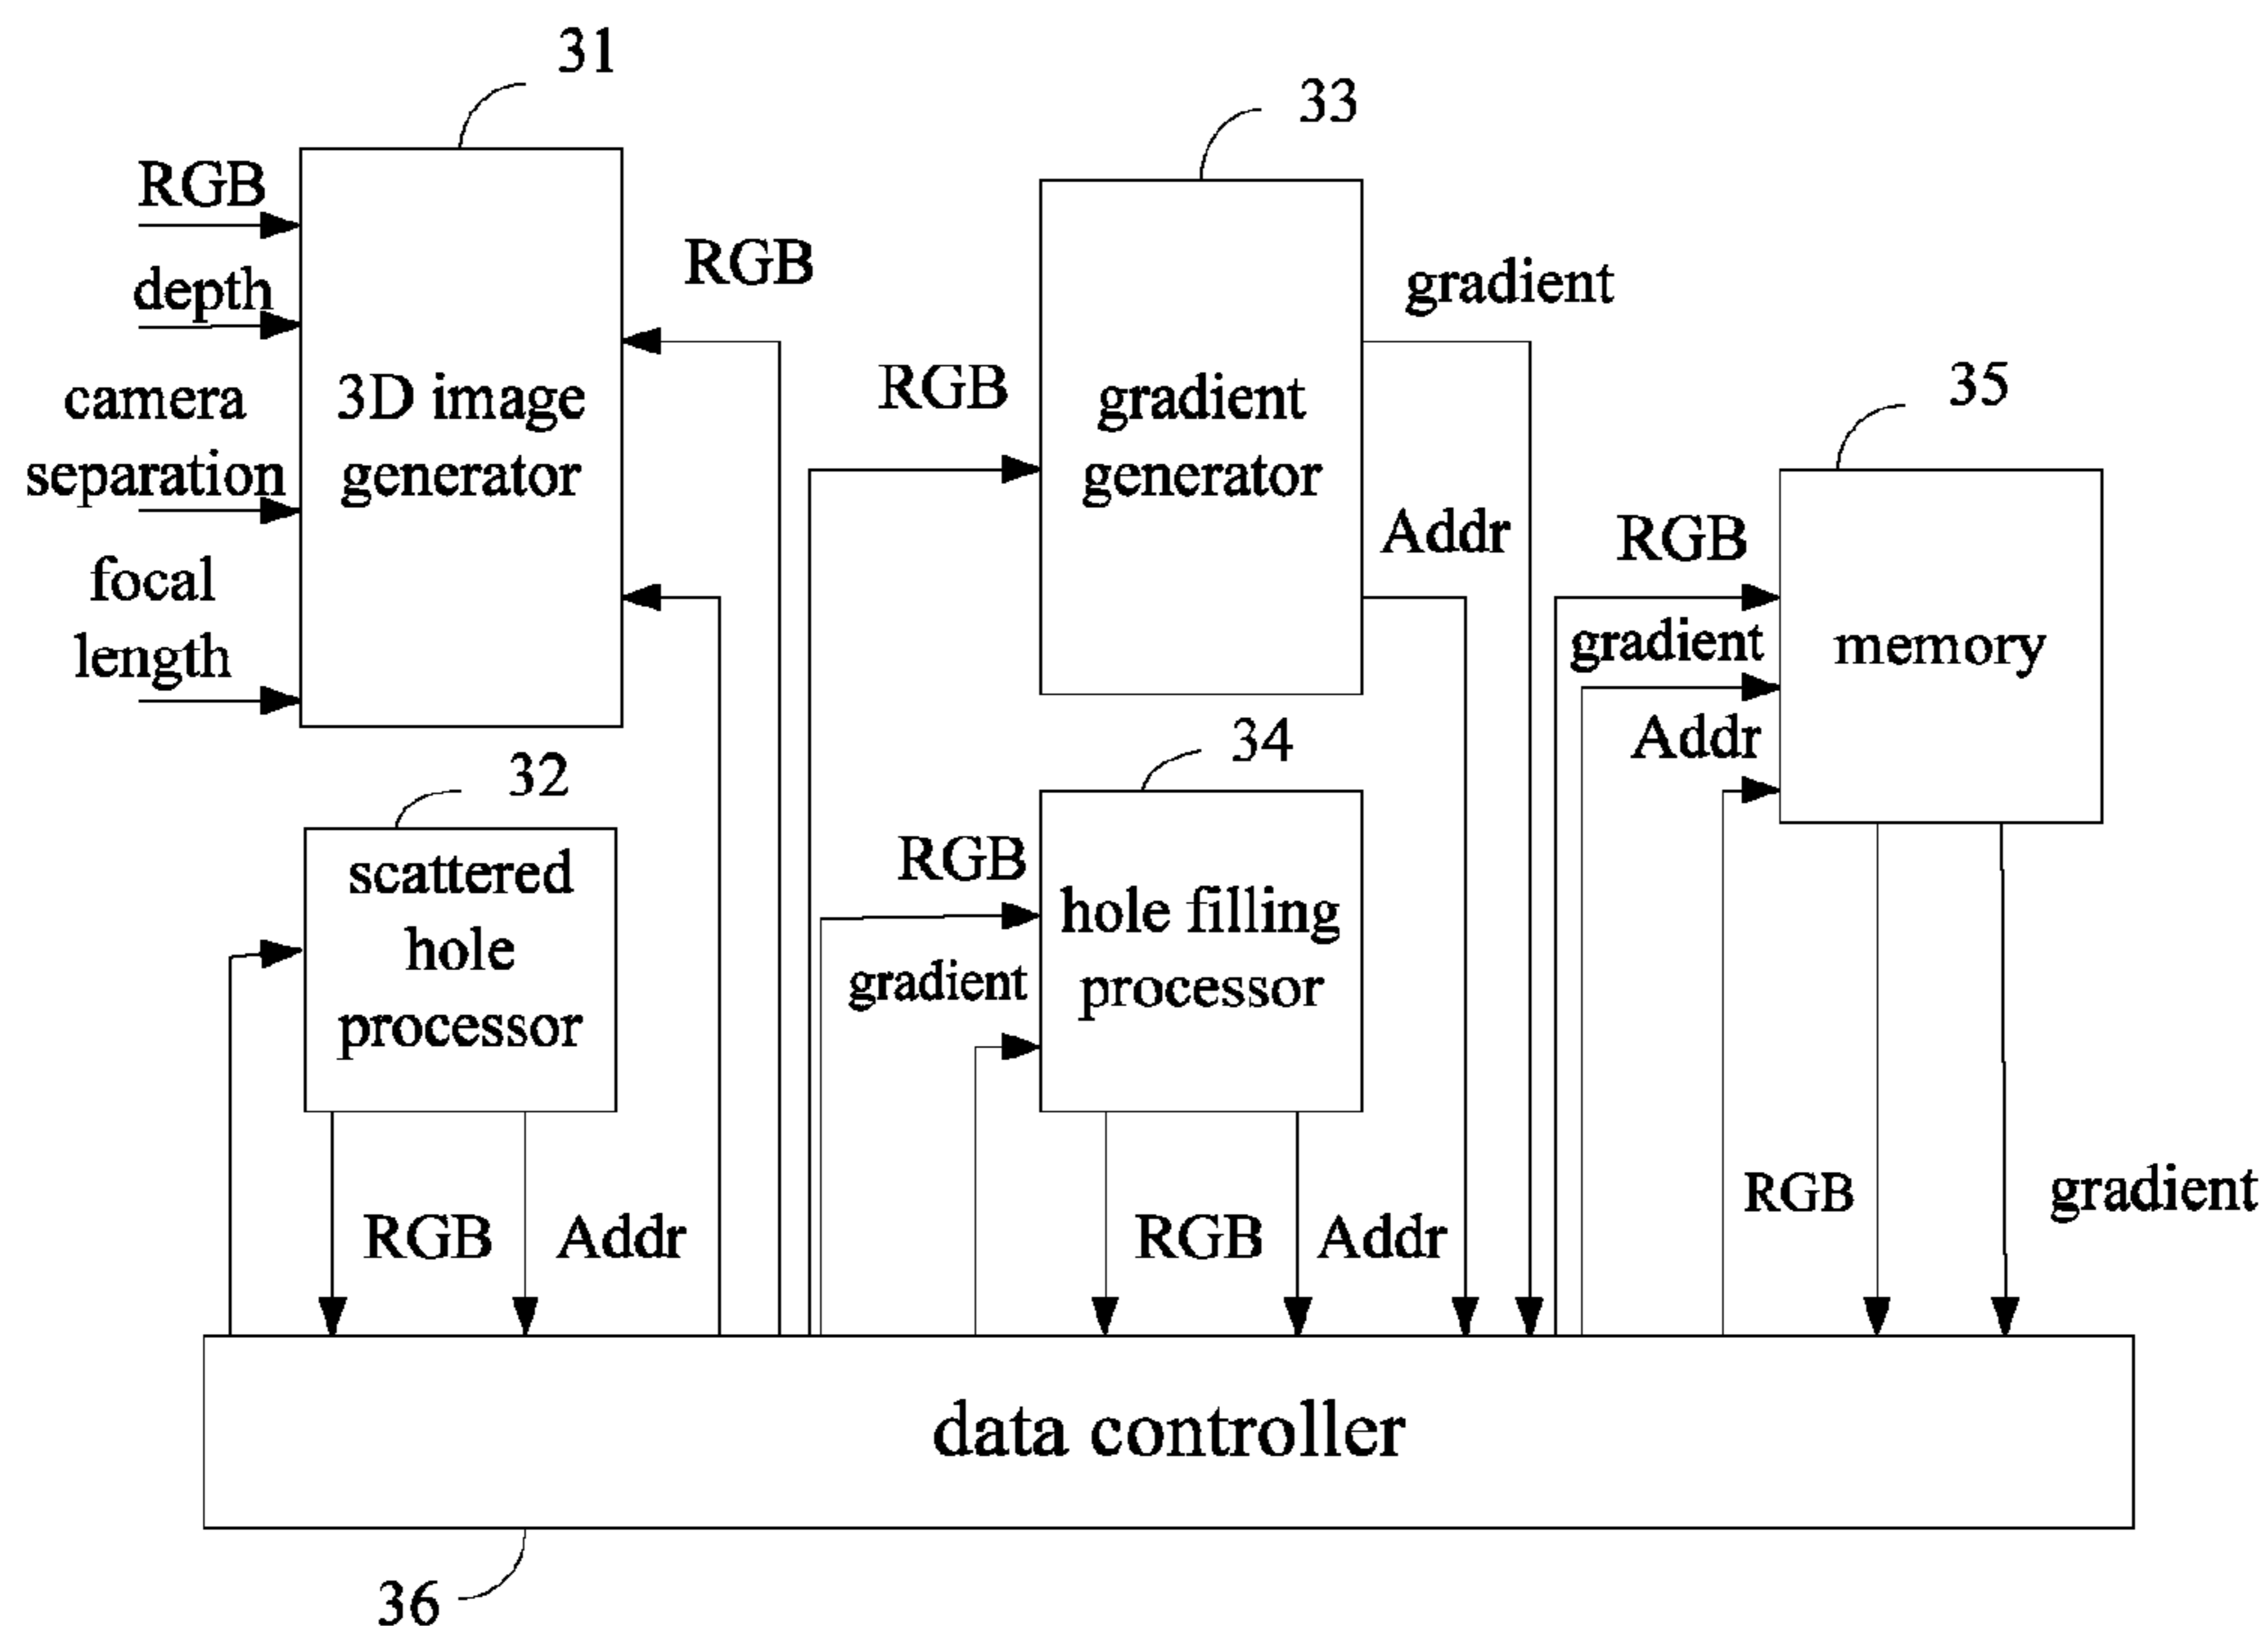 31
RGB
depth
camera
separation
focal
length
3D image
generator
RGB
33
RGB
gradient
generator
gradient
Addr
35
RGB
gradient
Addr
memory
32
scattered
hole
processor
RGB
Addr
34
RGB
gradient
hole filling
processor
RGB
Addr
RGB
gradient
data controller
36